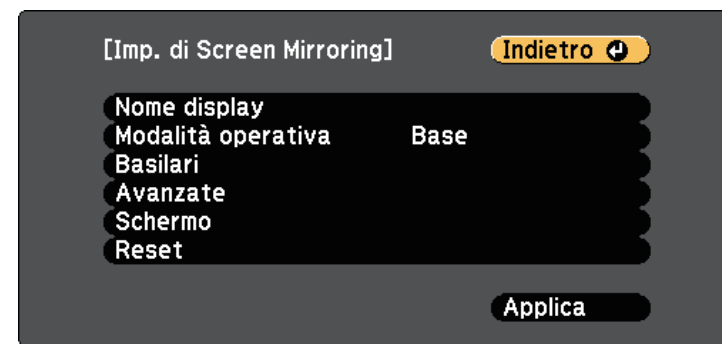 [Imp. di Screen Mirroring] Indietro
Nome display
Modalità operativa Base
Basilari
Avanzate
Schermo
Reset
Applica